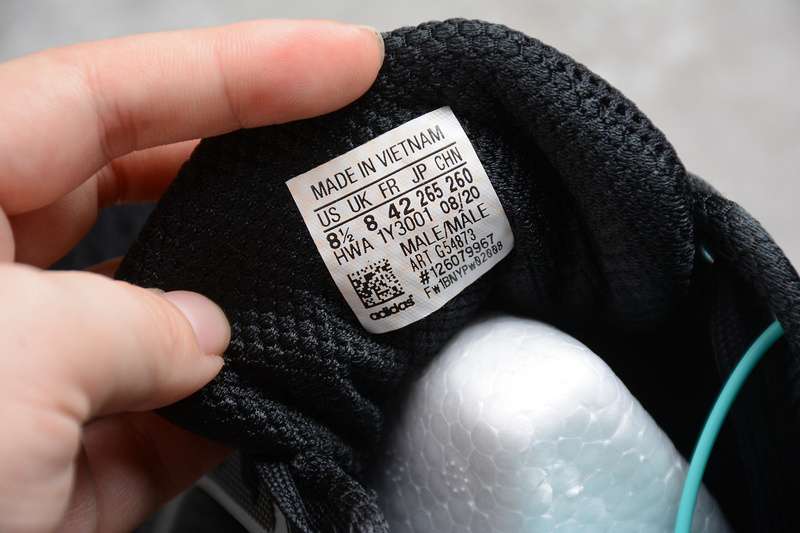 MADE IN VIETNAM
US UK FR JP CHN
8½ 8 42 265 260
HWA 1Y3001 08/20
MALE/MALE
ART G54873
#126079967
FW1BNYPW02008
adidas